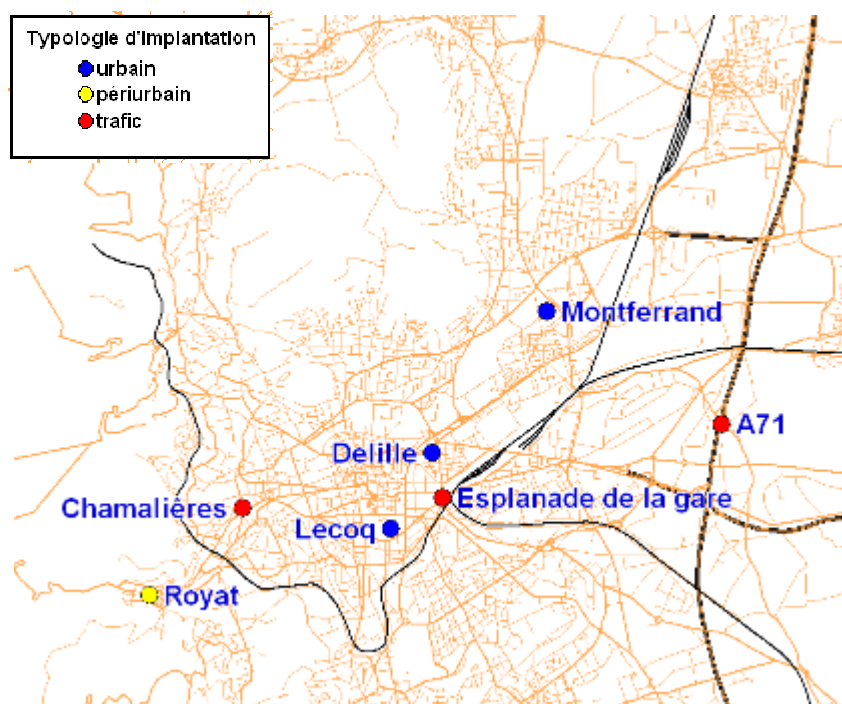 Typologie d'implantation
urbain
périurbain
trafic
Montferrand
A71
Delille
Esplanade de la gare
Chamalières
Lecoq
Royat